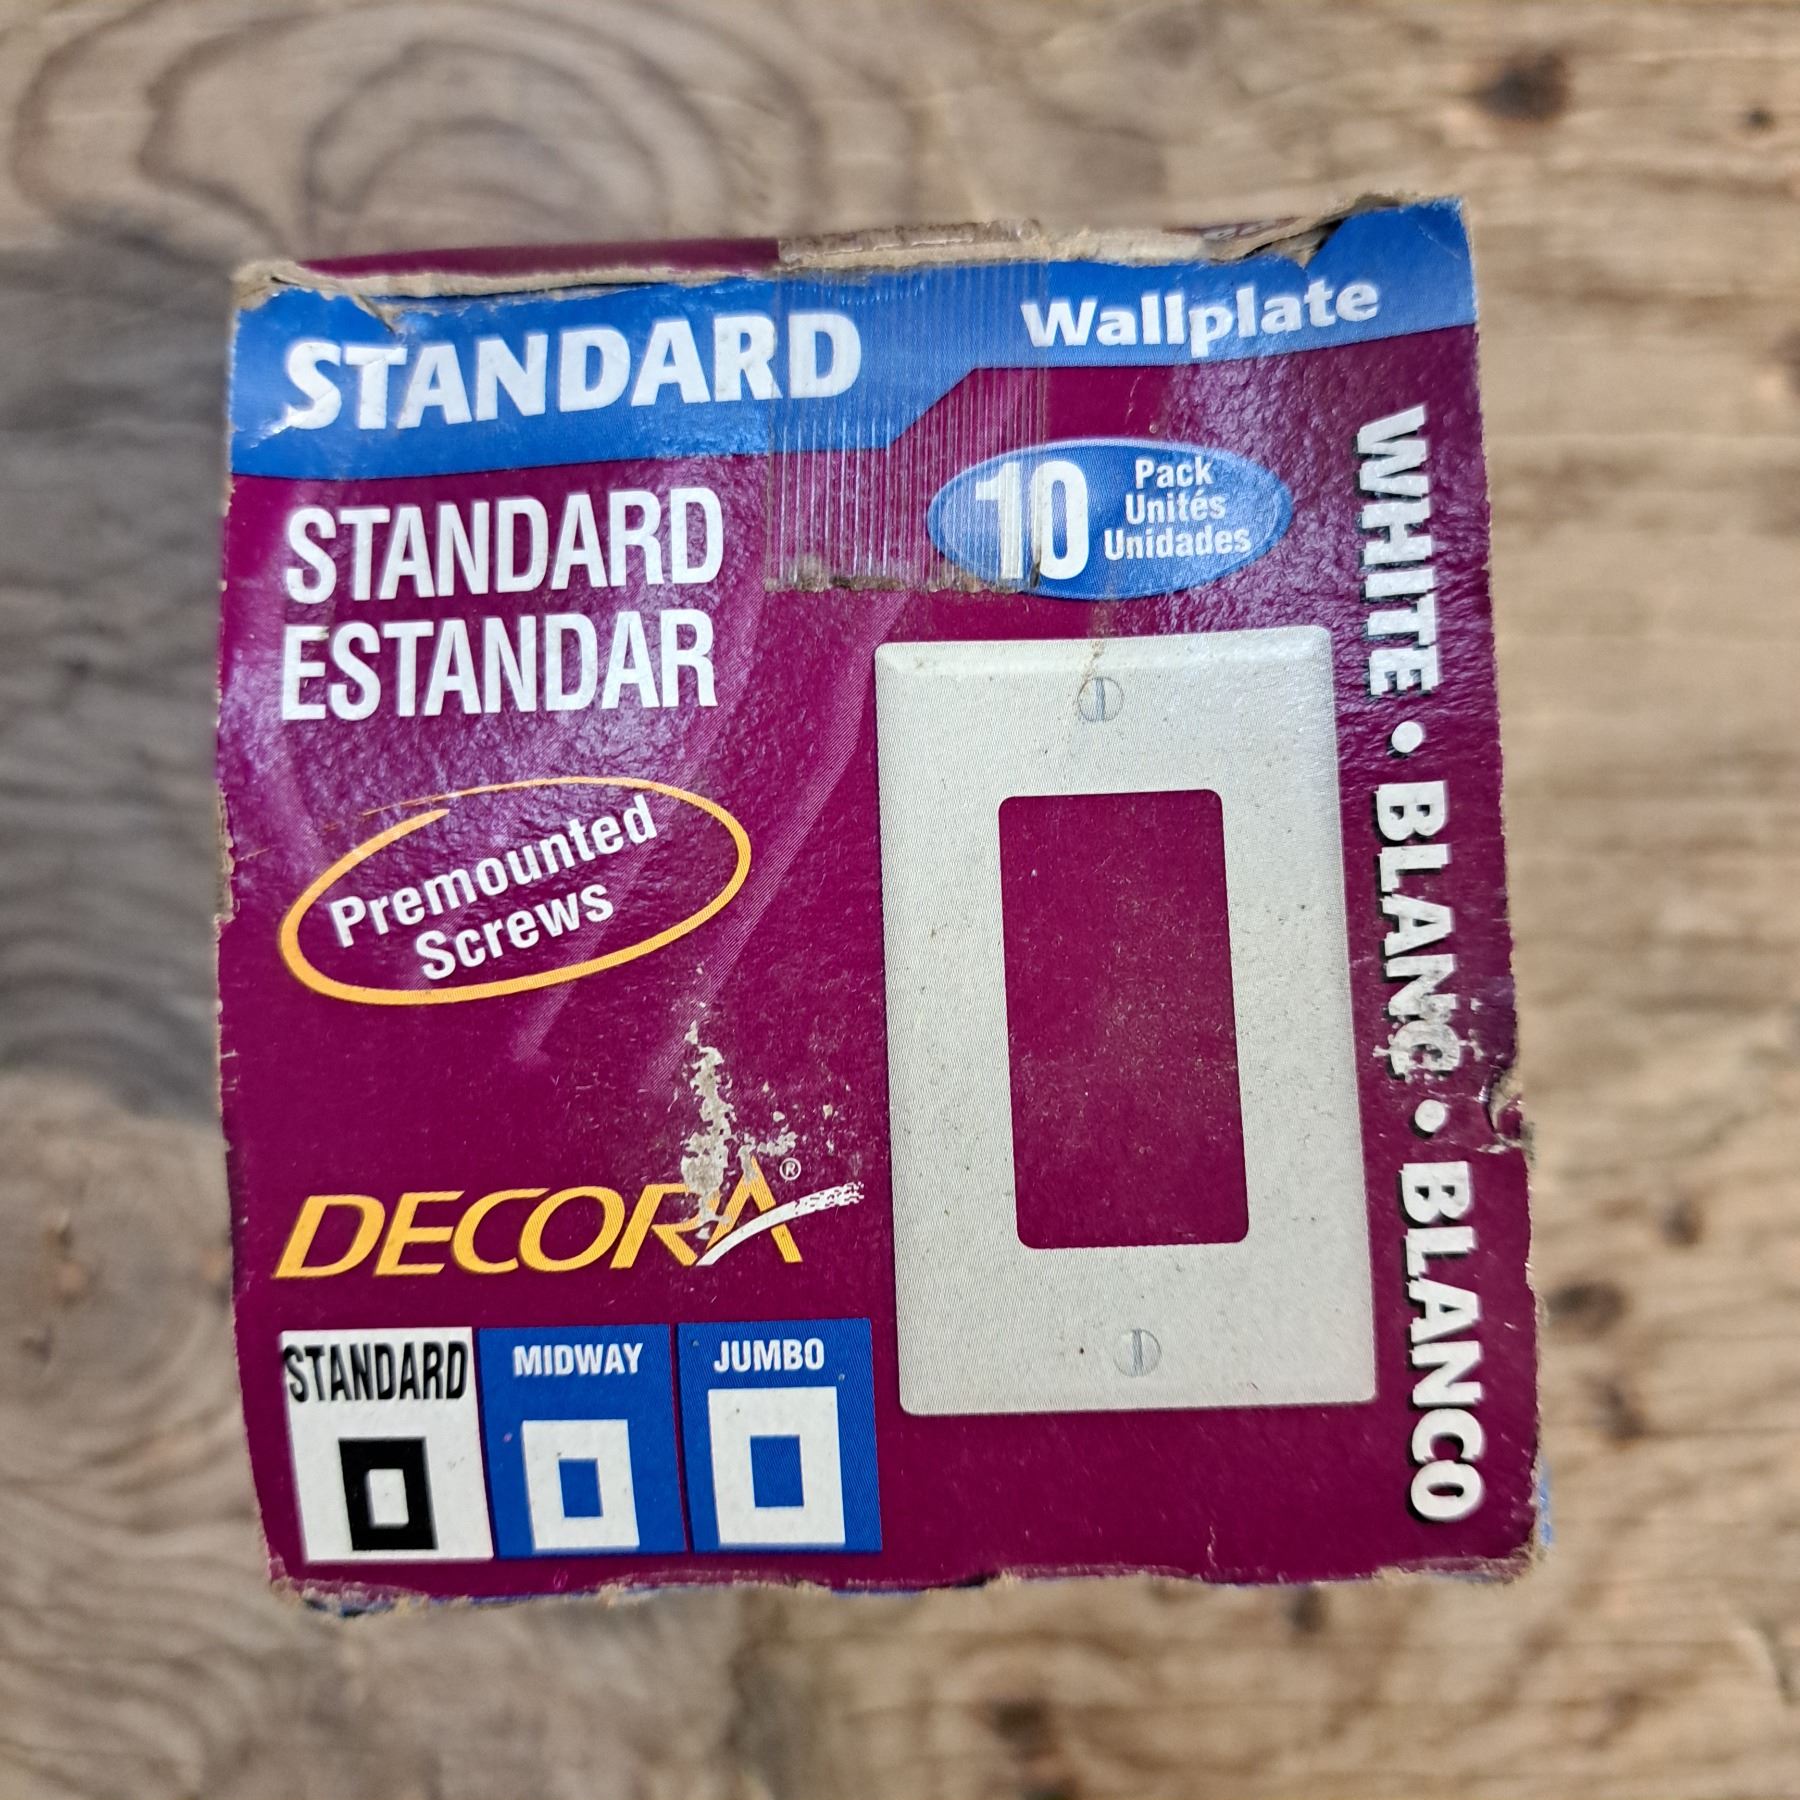 STANDARD
Wallplate
STANDARD
ESTANDAR
10 Pack
Unités
Unidades
Premounted
Screws
DECORA®
STANDARD
MIDWAY
JUMBO
WHITE • BLANC • BLANCO